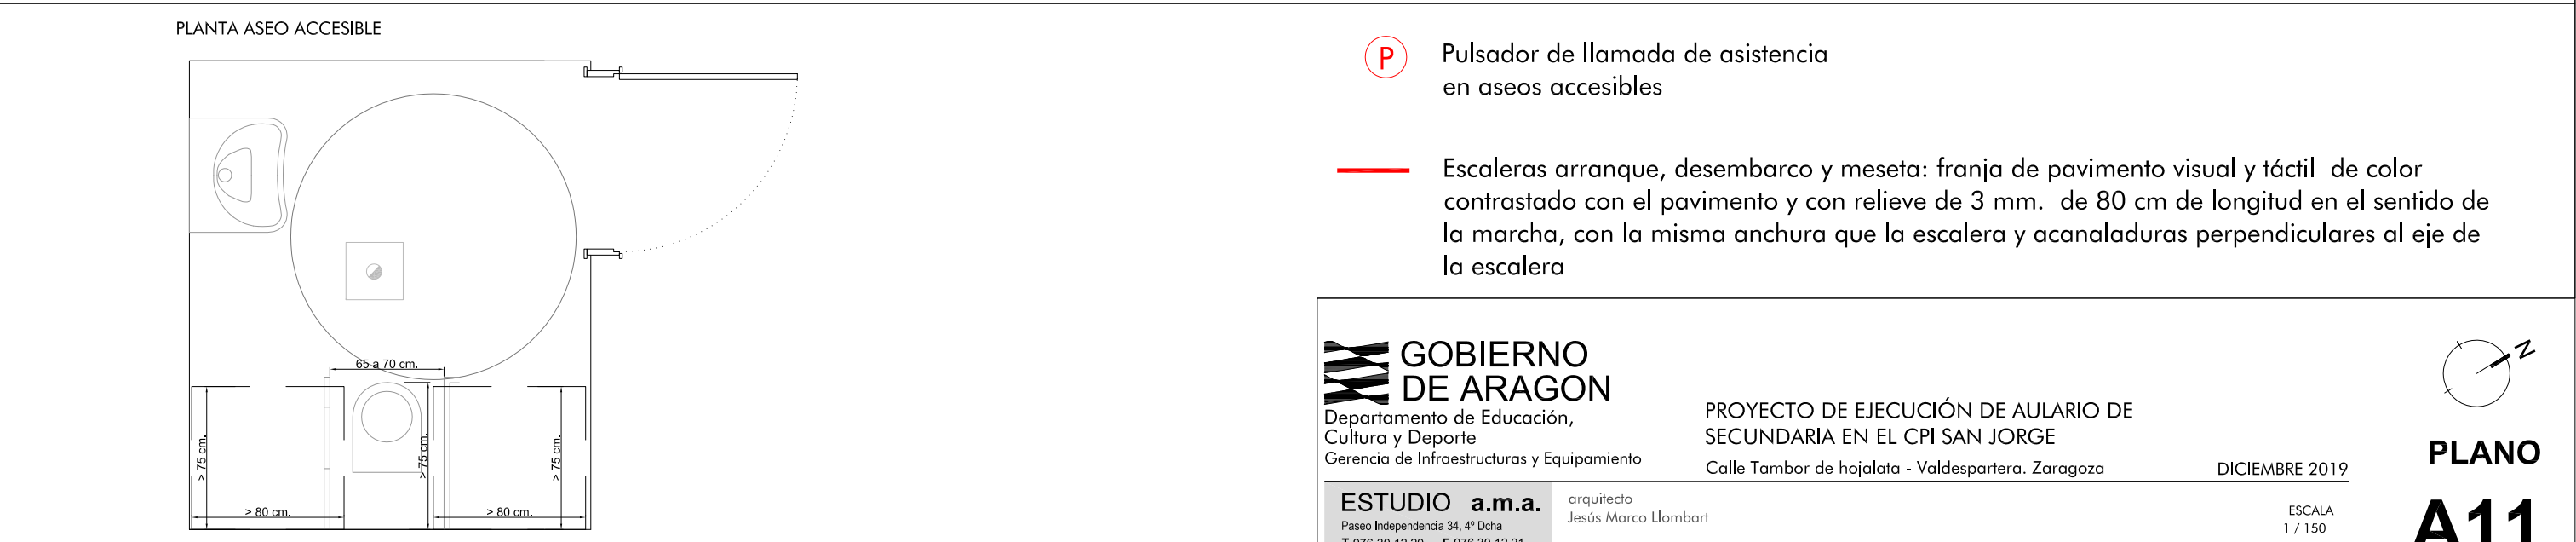 PLANTA ASEO ACCESIBLE
65 a 70 cm.
> 75 cm.
> 75 cm.
> 75 cm.
> 80 cm.
> 80 cm.
P
Pulsador de llamada de asistencia
en aseos accesibles
Escaleras arranque, desembarco y meseta: franja de pavimento visual y táctil de color
contrastado con el pavimento y con relieve de 3 mm. de 80 cm de longitud en el sentido de
la marcha, con la misma anchura que la escalera y acanaladuras perpendiculares al eje de
la escalera
GOBIERNO
DE ARAGON
Departamento de Educación,
Cultura y Deporte
Gerencia de Infraestructuras y Equipamiento
PROYECTO DE EJECUCIÓN DE AULARIO DE
SECUNDARIA EN EL CPI SAN JORGE
Calle Tambor de hojalata - Valdespartera. Zaragoza
DICIEMBRE 2019
N
PLANO
A11
ESTUDIO a.m.a.
Paseo Independencia 34, 4º Dcha
arquitecto
Jesús Marco Llombart
ESCALA
1 / 150